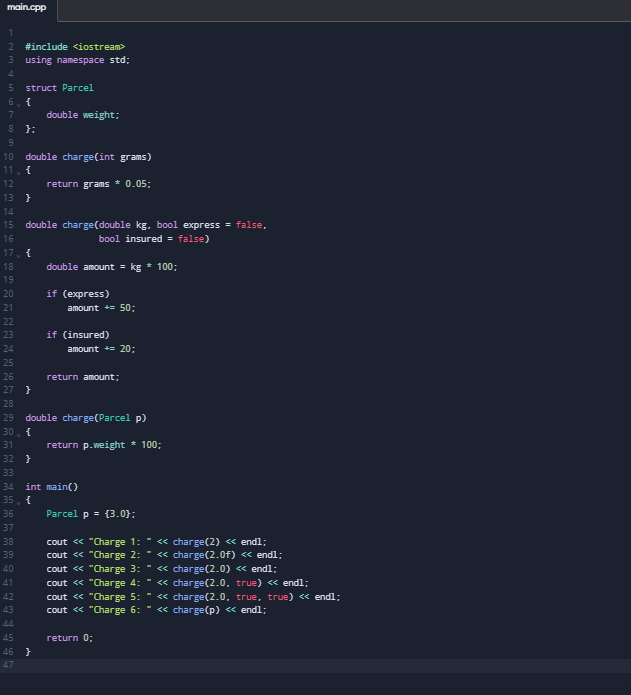 main.cpp
1
2 #include <iostream>
3 using namespace std;
4
5 struct Parcel
6 {
7     double weight;
8 };
9
10 double charge(int grams)
11 {
12     return grams * 0.05;
13 }
14
15 double charge(double kg, bool express = false,
16               bool insured = false)
17 {
18     double amount = kg * 100;
19
20     if (express)
21         amount += 50;
22
23     if (insured)
24         amount += 20;
25
26     return amount;
27 }
28
29 double charge(Parcel p)
30 {
31     return p.weight * 100;
32 }
33
34 int main()
35 {
36     Parcel p = {3.0};
37
38     cout << "Charge 1: " << charge(2) << endl;
39     cout << "Charge 2: " << charge(2.0f) << endl;
40     cout << "Charge 3: " << charge(2.0) << endl;
41     cout << "Charge 4: " << charge(2.0, true) << endl;
42     cout << "Charge 5: " << charge(2.0, true, true) << endl;
43     cout << "Charge 6: " << charge(p) << endl;
44
45     return 0;
46 }
47